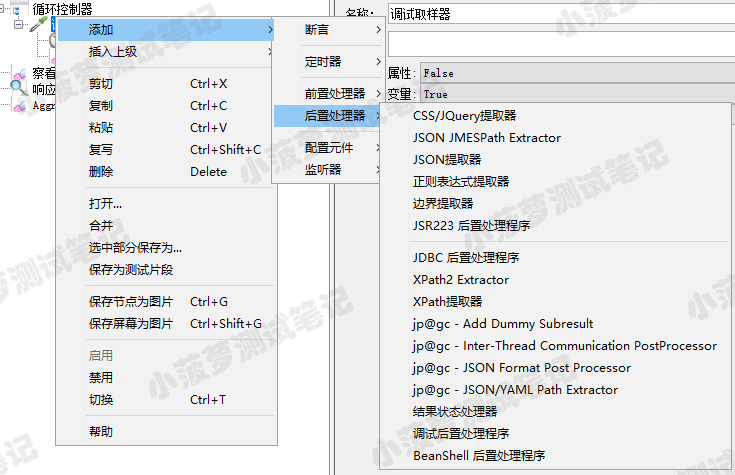 循环控制器
名称：调试取样器
察看
响应
Aggr
属性：False
变量：True
添加
插入上级
剪切 Ctrl+X
复制 Ctrl+C
粘贴 Ctrl+V
复写 Ctrl+Shift+C
删除 Delete
打开...
合并
选中部分保存为...
保存为测试片段
保存节点为图片 Ctrl+G
保存屏幕为图片 Ctrl+Shift+G
启用
禁用
切换 Ctrl+T
帮助
断言
定时器
前置处理器
后置处理器
配置元件
监听器
CSS/JQuery提取器
JSON JMESPath Extractor
JSON提取器
正则表达式提取器
边界提取器
JSR223 后置处理程序
JDBC 后置处理程序
XPath2 Extractor
XPath提取器
jp@gc - Add Dummy Subresult
jp@gc - Inter-Thread Communication PostProcessor
jp@gc - JSON Format Post Processor
jp@gc - JSON/YAML Path Extractor
结果状态处理器
调试后置处理程序
BeanShell 后置处理程序
小菠萝测试笔记